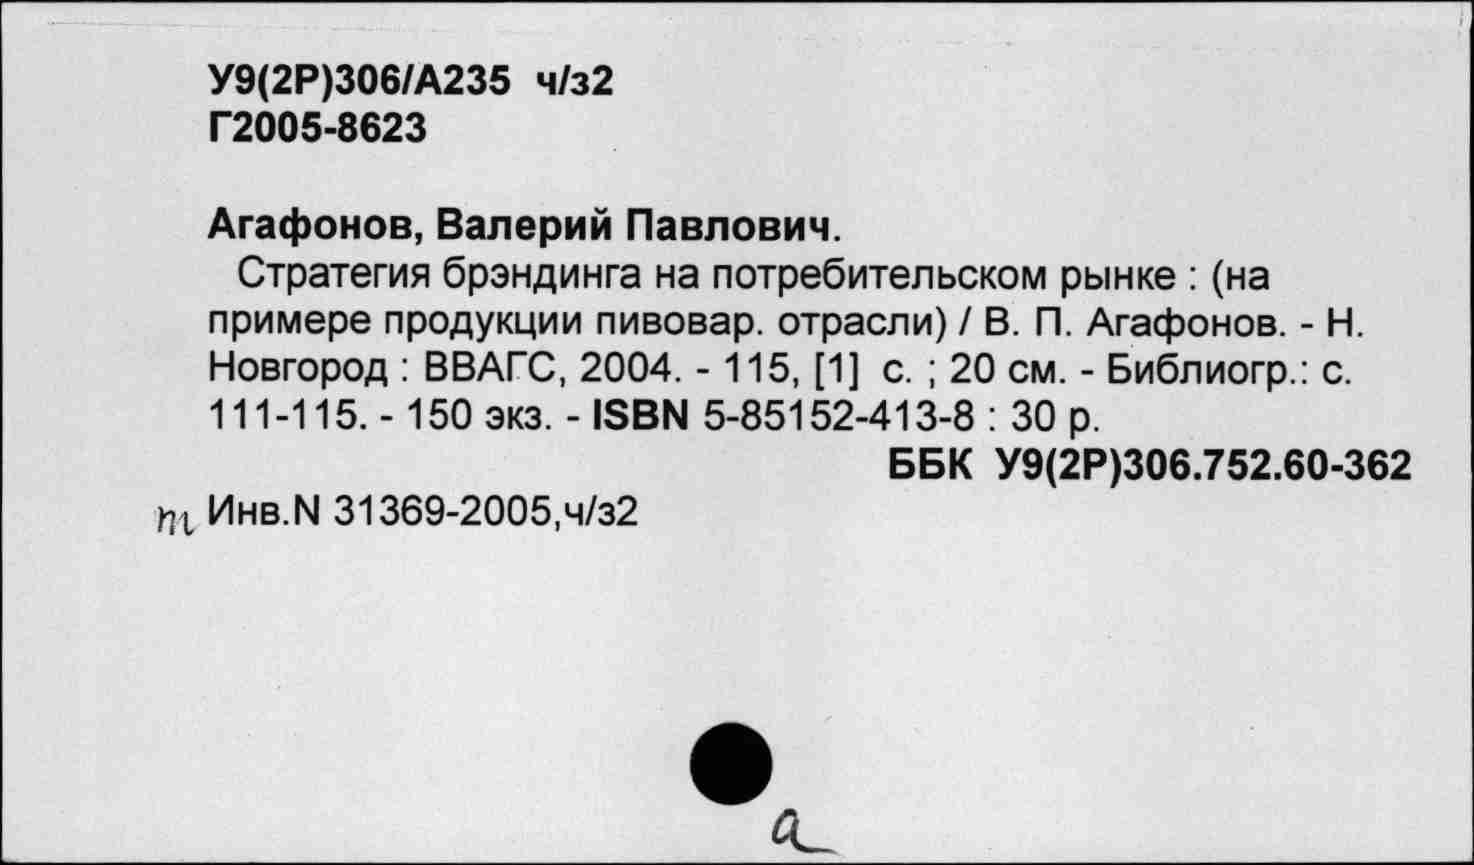 У9(2Р)306/А235 ч/з2
Г2005-8623
Агафонов, Валерий Павлович.
Стратегия брэндинга на потребительском рынке : (на
примере продукции пивовар. отрасли) / В. П. Агафонов. - Н.
Новгород : ВВАГС, 2004. - 115, [1] с. ; 20 см. - Библиогр.: с.
111-115. - 150 экз. - ISBN 5-85152-413-8 : 30 р.
ББК У9(2Р)306.752.60-362
т Инв.N 31369-2005,ч/з2
а